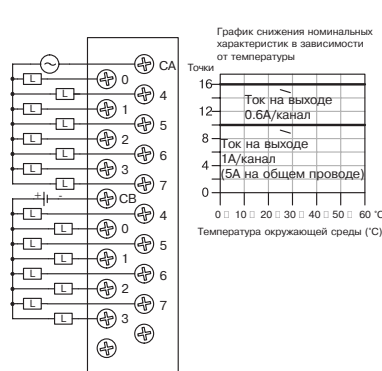 График снижения номинальных
характеристик в зависимости
от температуры
Точки
16
12
8
4
0
Ток на выходе
0.6А/канал
Ток на выходе
1А/канал
(5А на общем проводе)
0 10 20 30 40 50 60 °C
Температура окружающей среды (°C)
CA
L 0
L 4
L 1
L 5
L 2
L 6
L 3
L 7
+ - CB
L 4
L 0
L 5
L 1
L 6
L 2
L 7
L 3